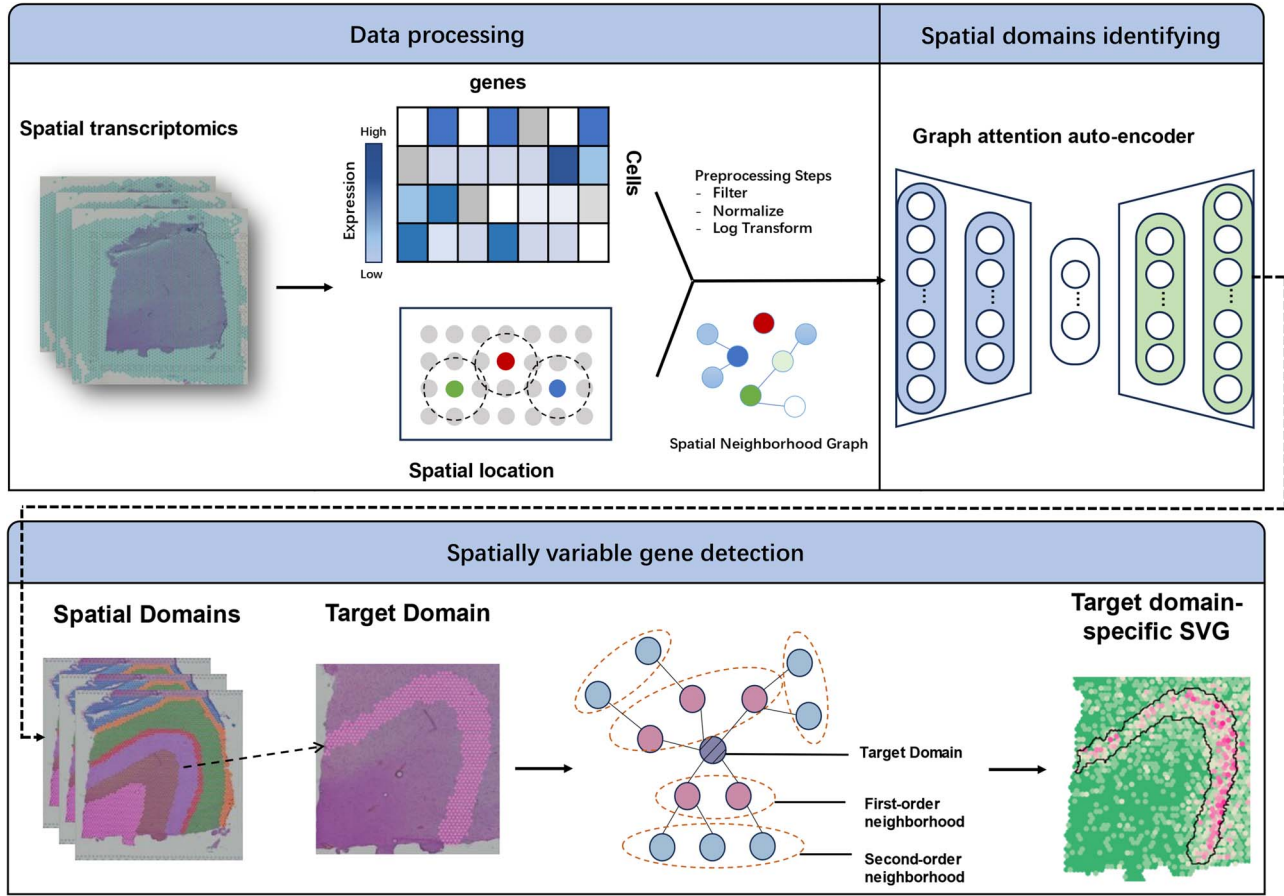 Data processing
Spatial domains identifying
Spatial transcriptomics
genes
High
Expression
Low
Cells
Spatial location
Preprocessing Steps
- Filter
- Normalize
- Log Transform
Spatial Neighborhood Graph
Graph attention auto-encoder
Spatially variable gene detection
Spatial Domains
Target Domain
Target Domain
First-order
neighborhood
Second-order
neighborhood
Target domain-
specific SVG